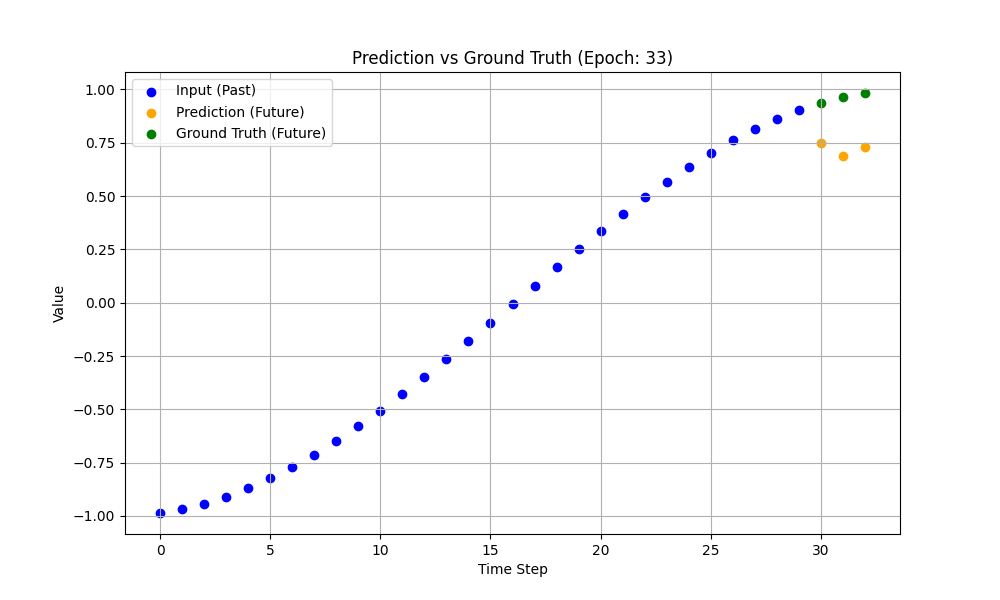 Prediction vs Ground Truth (Epoch: 33)
Input (Past)
Prediction (Future)
Ground Truth (Future)
1.00
0.75
0.50
0.25
0.00
−0.25
−0.50
−0.75
−1.00
Value
0 5 10 15 20 25 30
Time Step